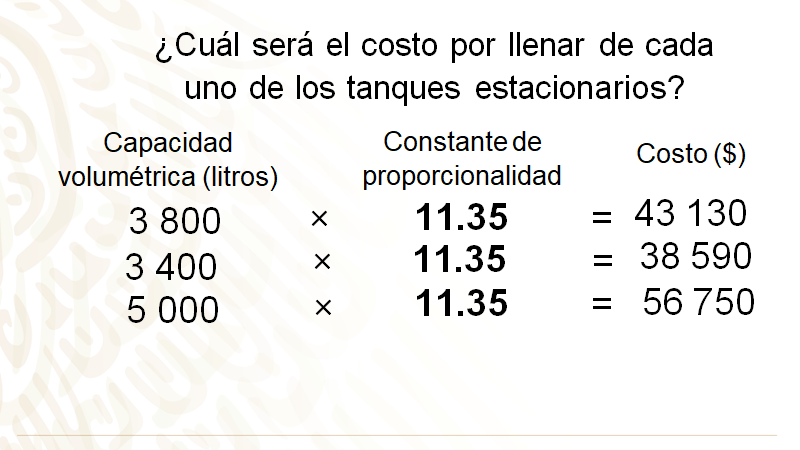 ¿Cuál será el costo por llenar de cada
uno de los tanques estacionarios?
Capacidad
volumétrica (litros)
Constante de
proporcionalidad
Costo ($)
3 800 × 11.35 = 43 130
3 400 × 11.35 = 38 590
5 000 × 11.35 = 56 750